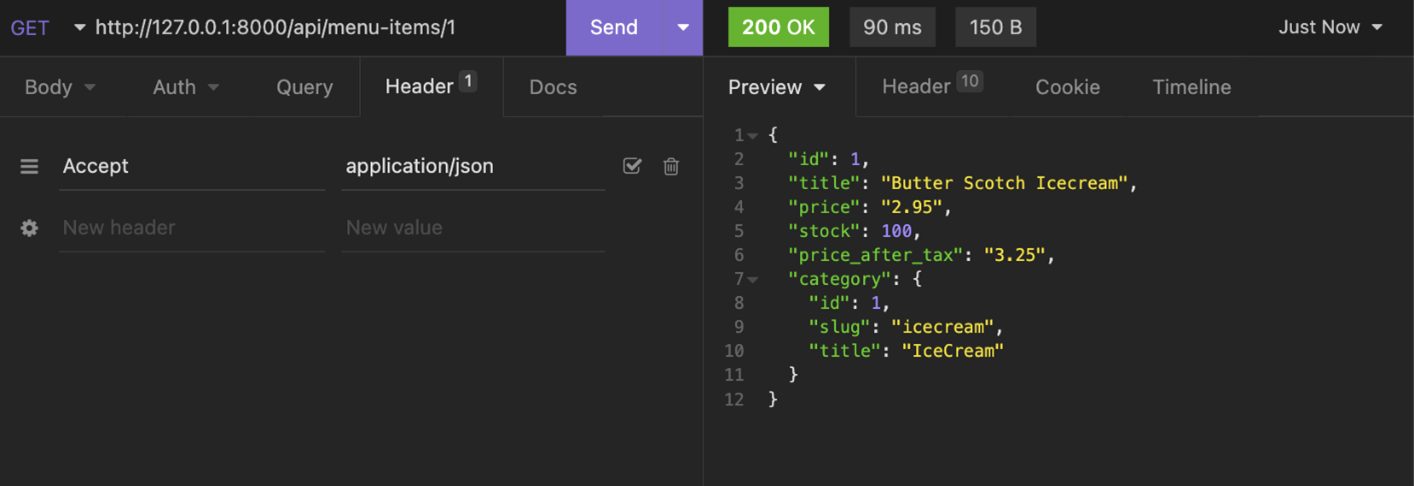 GET http://127.0.0.1:8000/api/menu-items/1 Send 200 OK 90 ms 150 B Just Now
Body Auth Query Header 1 Docs Preview Header 10 Cookie Timeline
Accept application/json
New header New value
1 {
2 "id": 1,
3 "title": "Butter Scotch Icecream",
4 "price": "2.95",
5 "stock": 100,
6 "price_after_tax": "3.25",
7 "category": {
8 "id": 1,
9 "slug": "icecream",
10 "title": "IceCream"
11 }
12 }